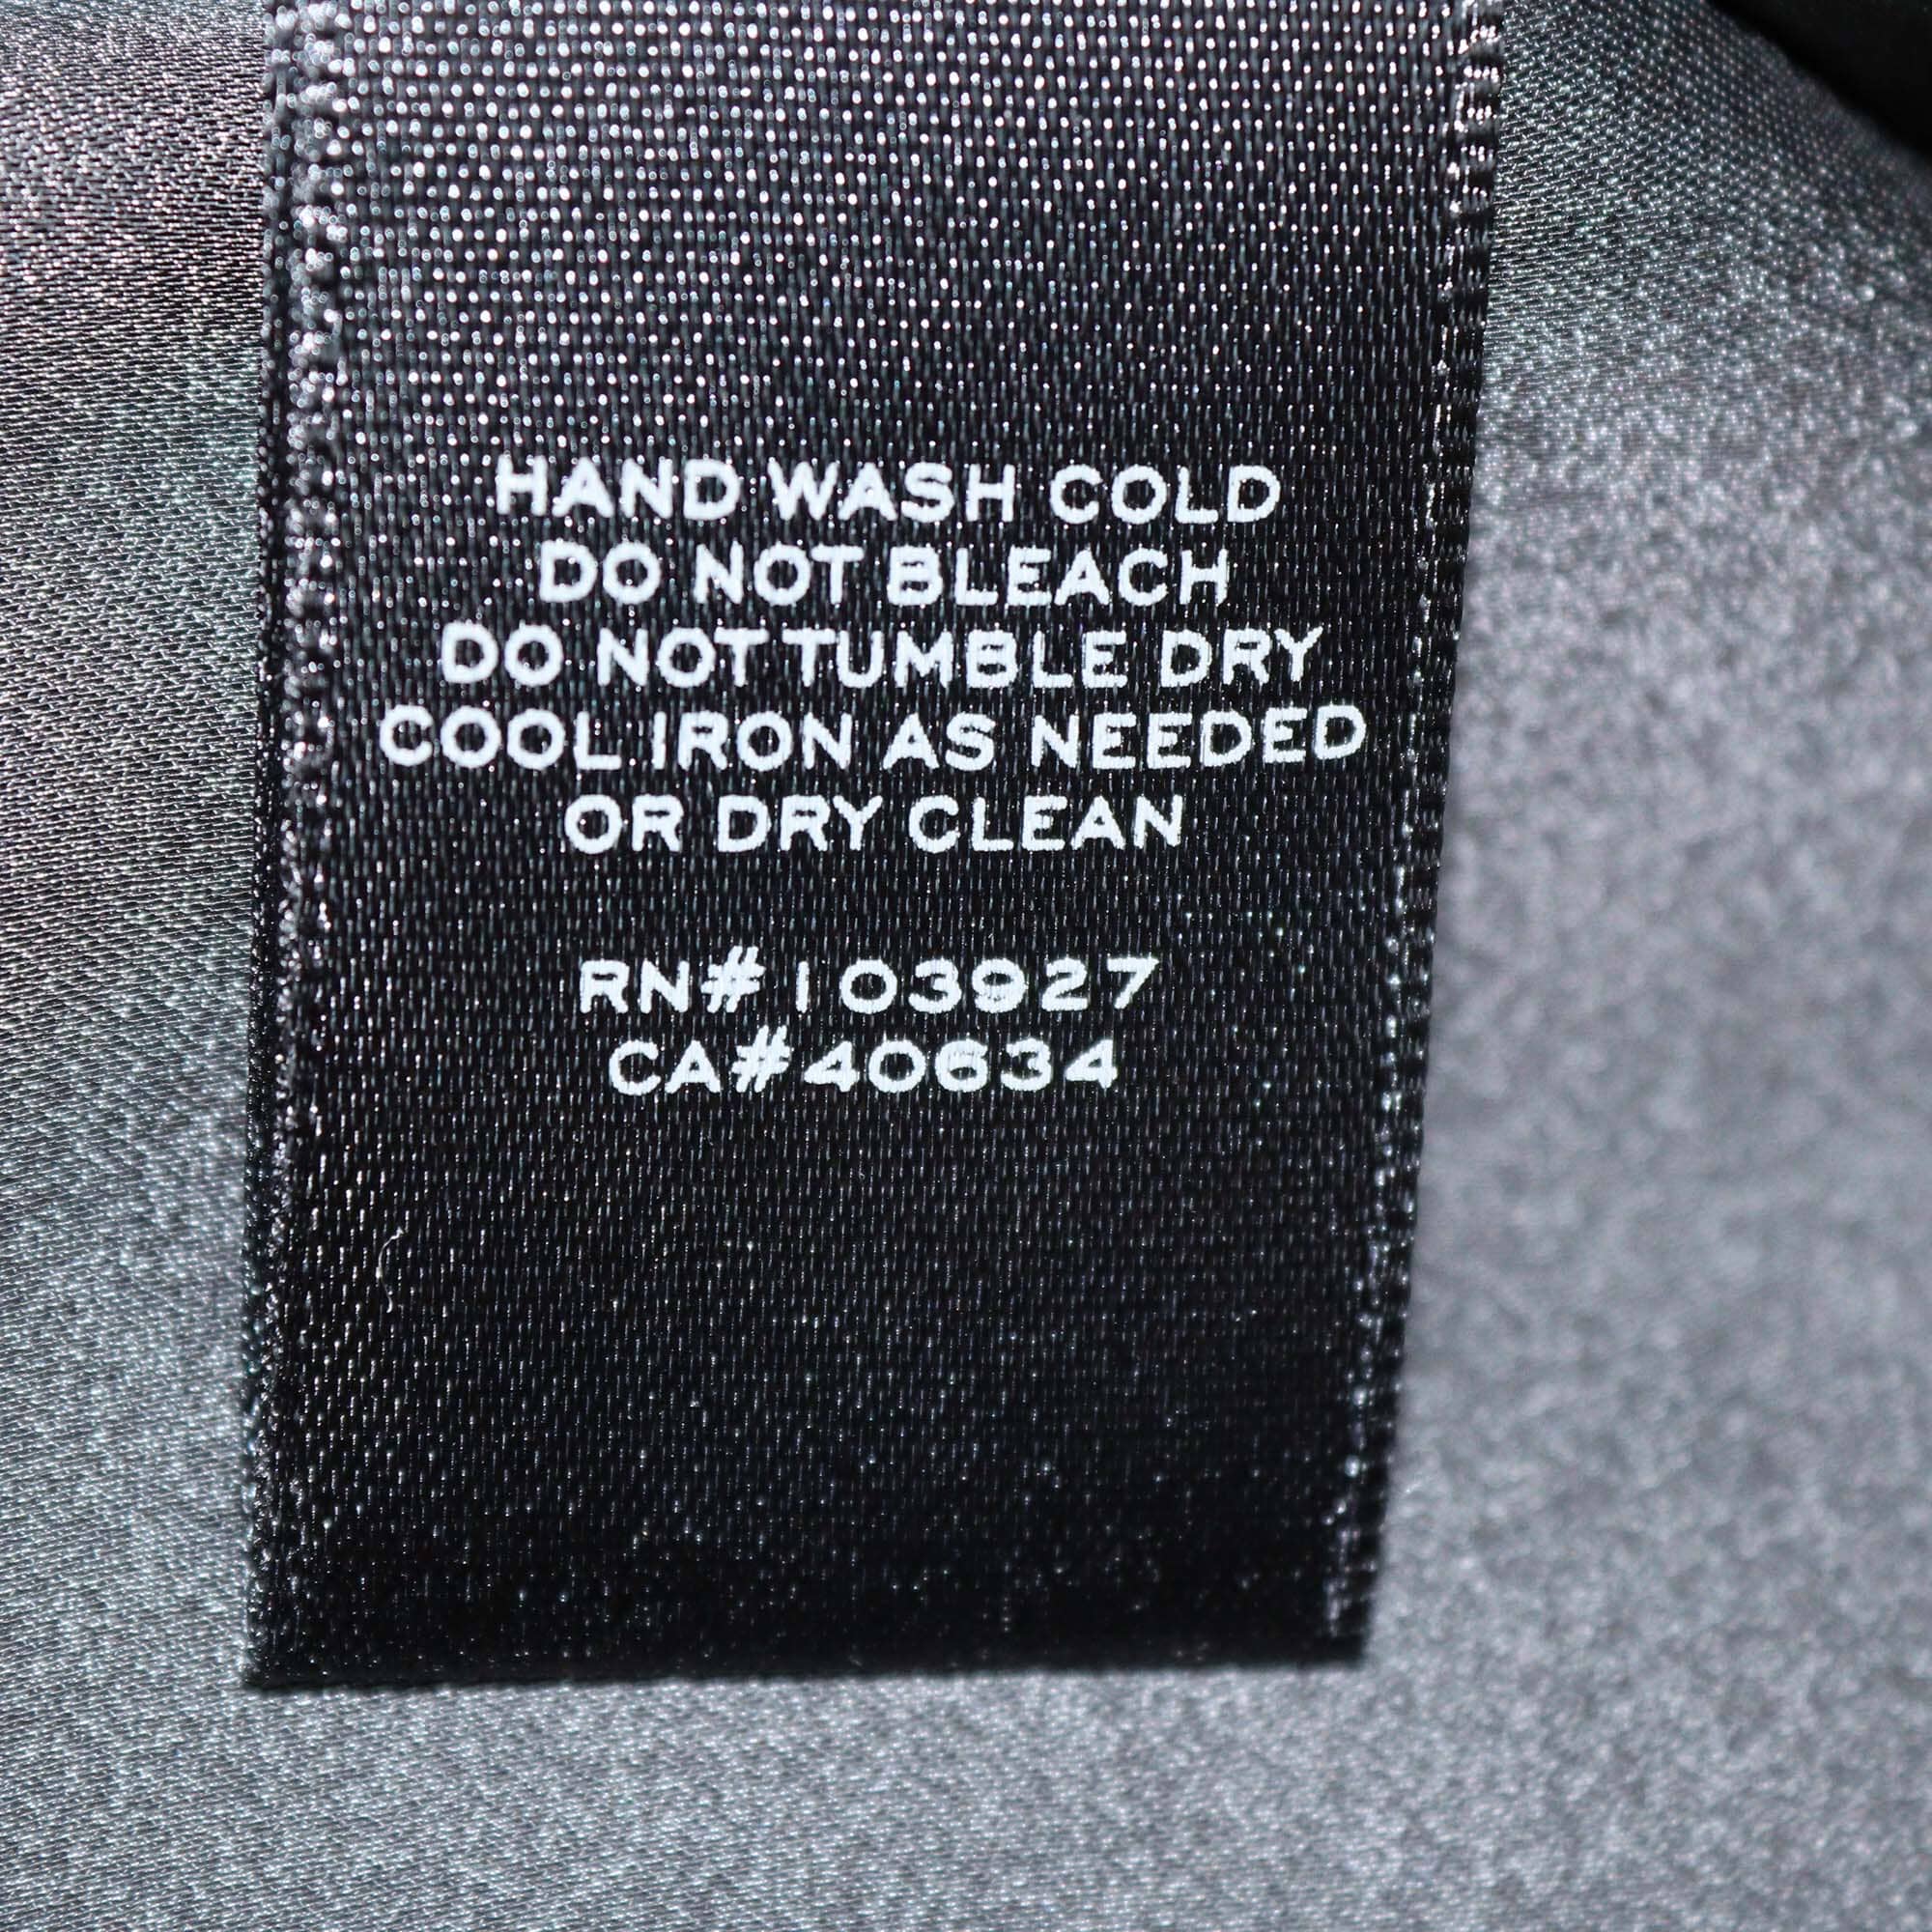 HAND WASH COLD
DO NOT BLEACH
DO NOT TUMBLE DRY
COOL IRON AS NEEDED
OR DRY CLEAN
RN#103927
CA#40634